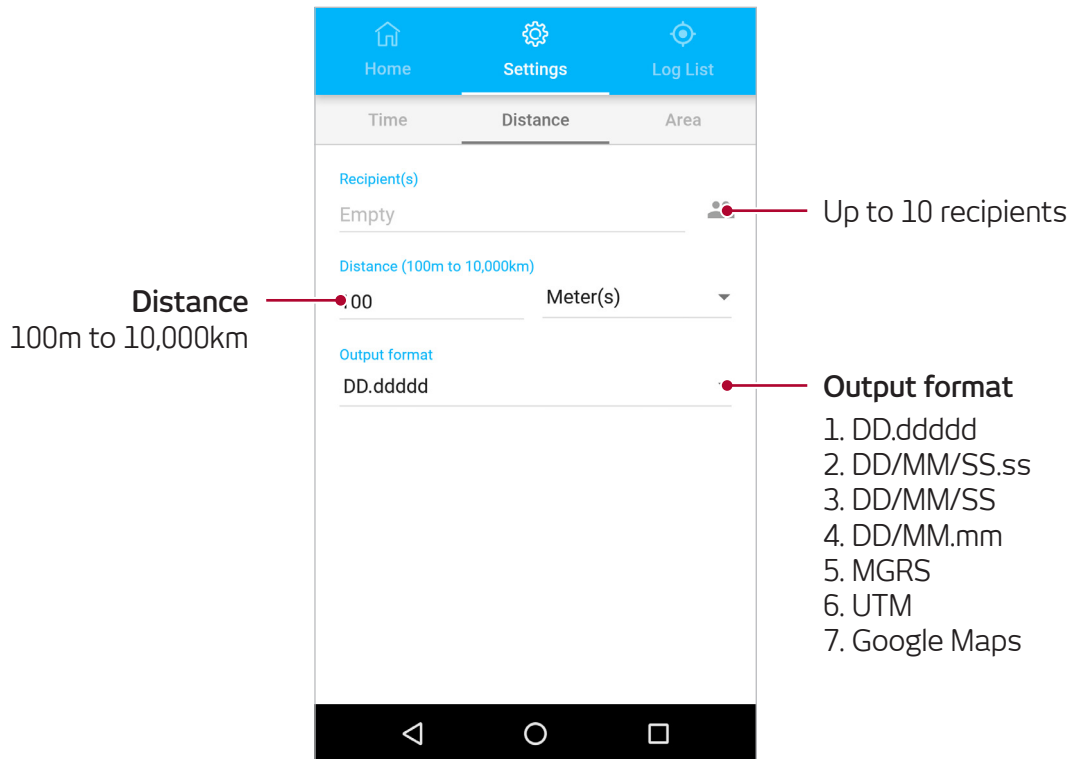 Home
Settings
Log List
Time
Distance
Area
Recipient(s)
Empty
Up to 10 recipients
Distance (100m to 10,000km)
100
Meter(s)
Distance
100m to 10,000km
Output format
DD.ddddd
Output format
1. DD.ddddd
2. DD/MM/SS.ss
3. DD/MM/SS
4. DD/MM.mm
5. MGRS
6. UTM
7. Google Maps